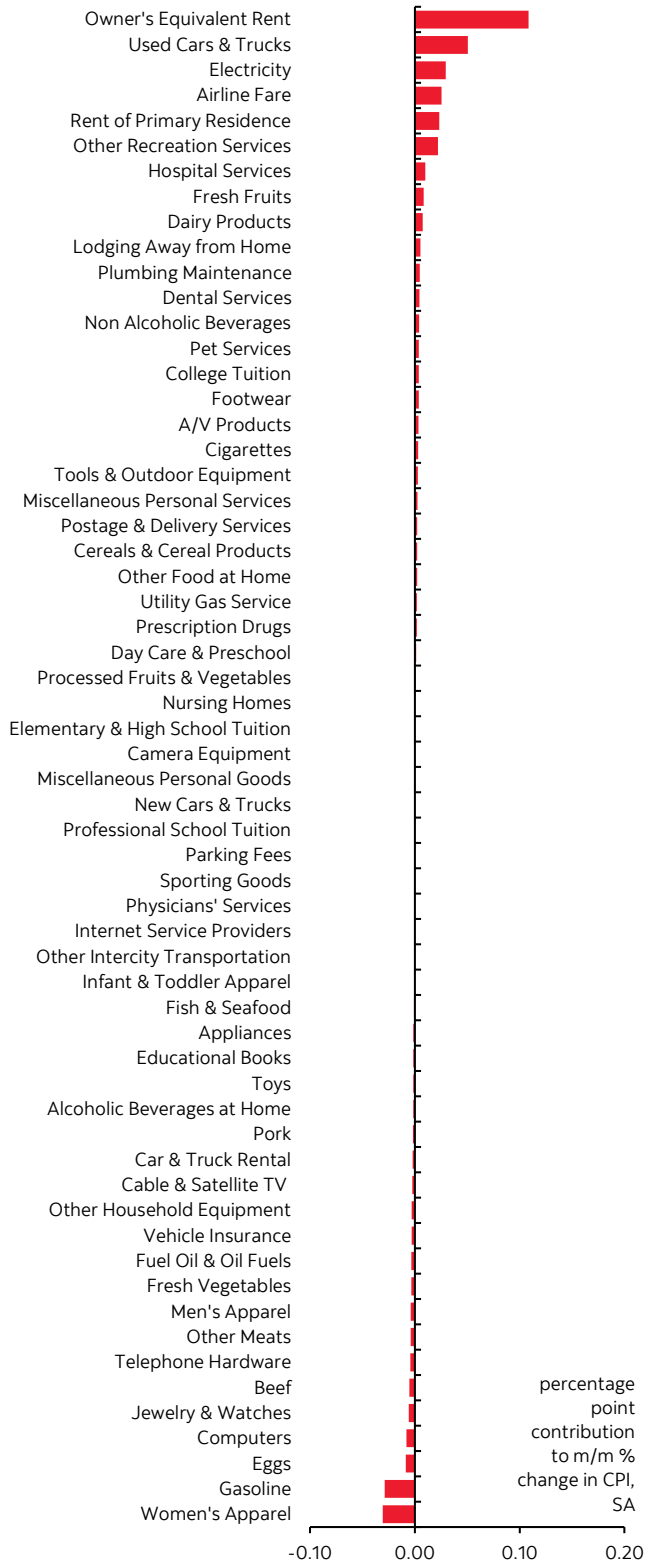 Owner's Equivalent Rent
Used Cars & Trucks
Electricity
Airline Fare
Rent of Primary Residence
Other Recreation Services
Hospital Services
Fresh Fruits
Dairy Products
Lodging Away from Home
Plumbing Maintenance
Dental Services
Non Alcoholic Beverages
Pet Services
College Tuition
Footwear
A/V Products
Cigarettes
Tools & Outdoor Equipment
Miscellaneous Personal Services
Postage & Delivery Services
Cereals & Cereal Products
Other Food at Home
Utility Gas Service
Prescription Drugs
Day Care & Preschool
Processed Fruits & Vegetables
Nursing Homes
Elementary & High School Tuition
Camera Equipment
Miscellaneous Personal Goods
New Cars & Trucks
Professional School Tuition
Parking Fees
Sporting Goods
Physicians' Services
Internet Service Providers
Other Intercity Transportation
Infant & Toddler Apparel
Fish & Seafood
Appliances
Educational Books
Toys
Alcoholic Beverages at Home
Pork
Car & Truck Rental
Cable & Satellite TV
Other Household Equipment
Vehicle Insurance
Fuel Oil & Oil Fuels
Fresh Vegetables
Men's Apparel
Other Meats
Telephone Hardware
Beef
Jewelry & Watches
Computers
Eggs
Gasoline
Women's Apparel
percentage
point
contribution
to m/m %
change in CPI,
SA
-0.10 0.00 0.10 0.20